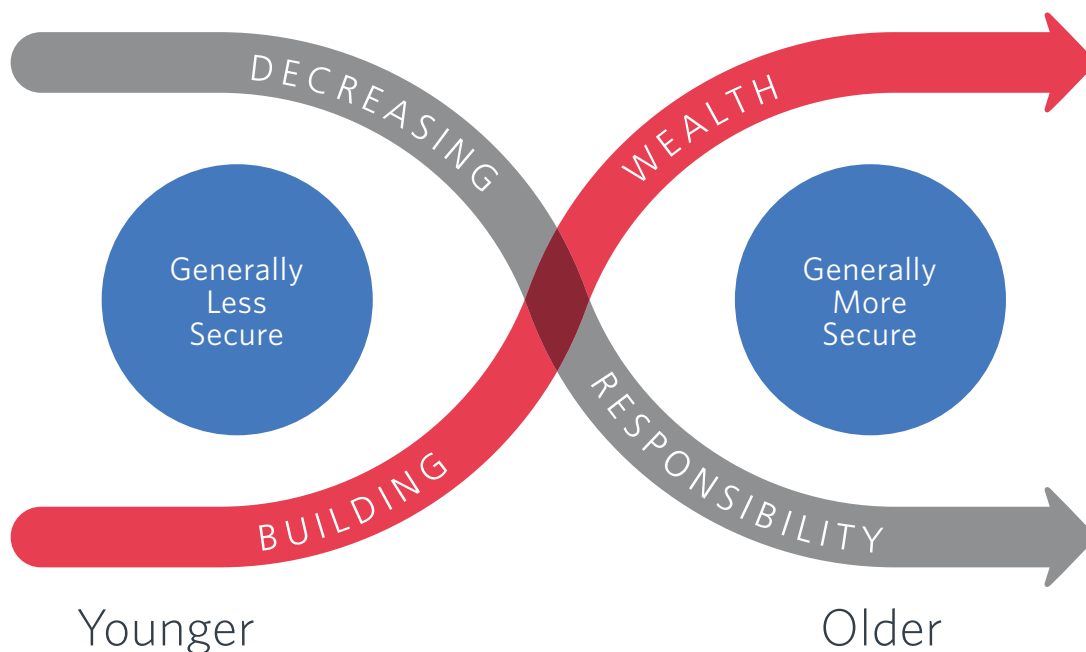 DECREASING
WEALTH
Generally
Less
Secure
Generally
More
Secure
BUILDING
RESPONSIBILITY
Younger
Older